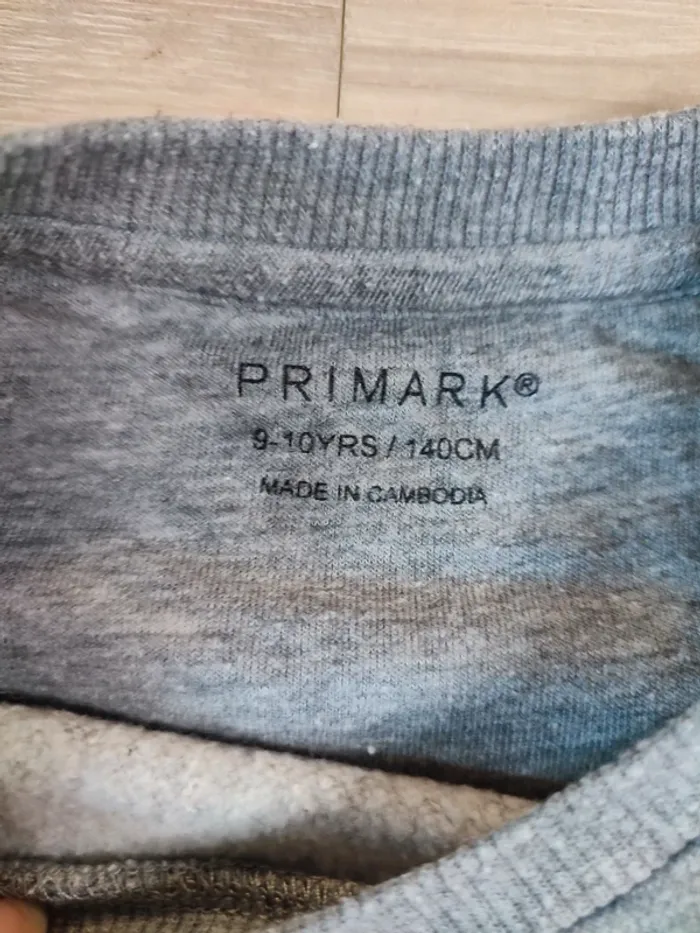 PRIMARK®
9-10YRS / 140CM
MADE IN CAMBODIA